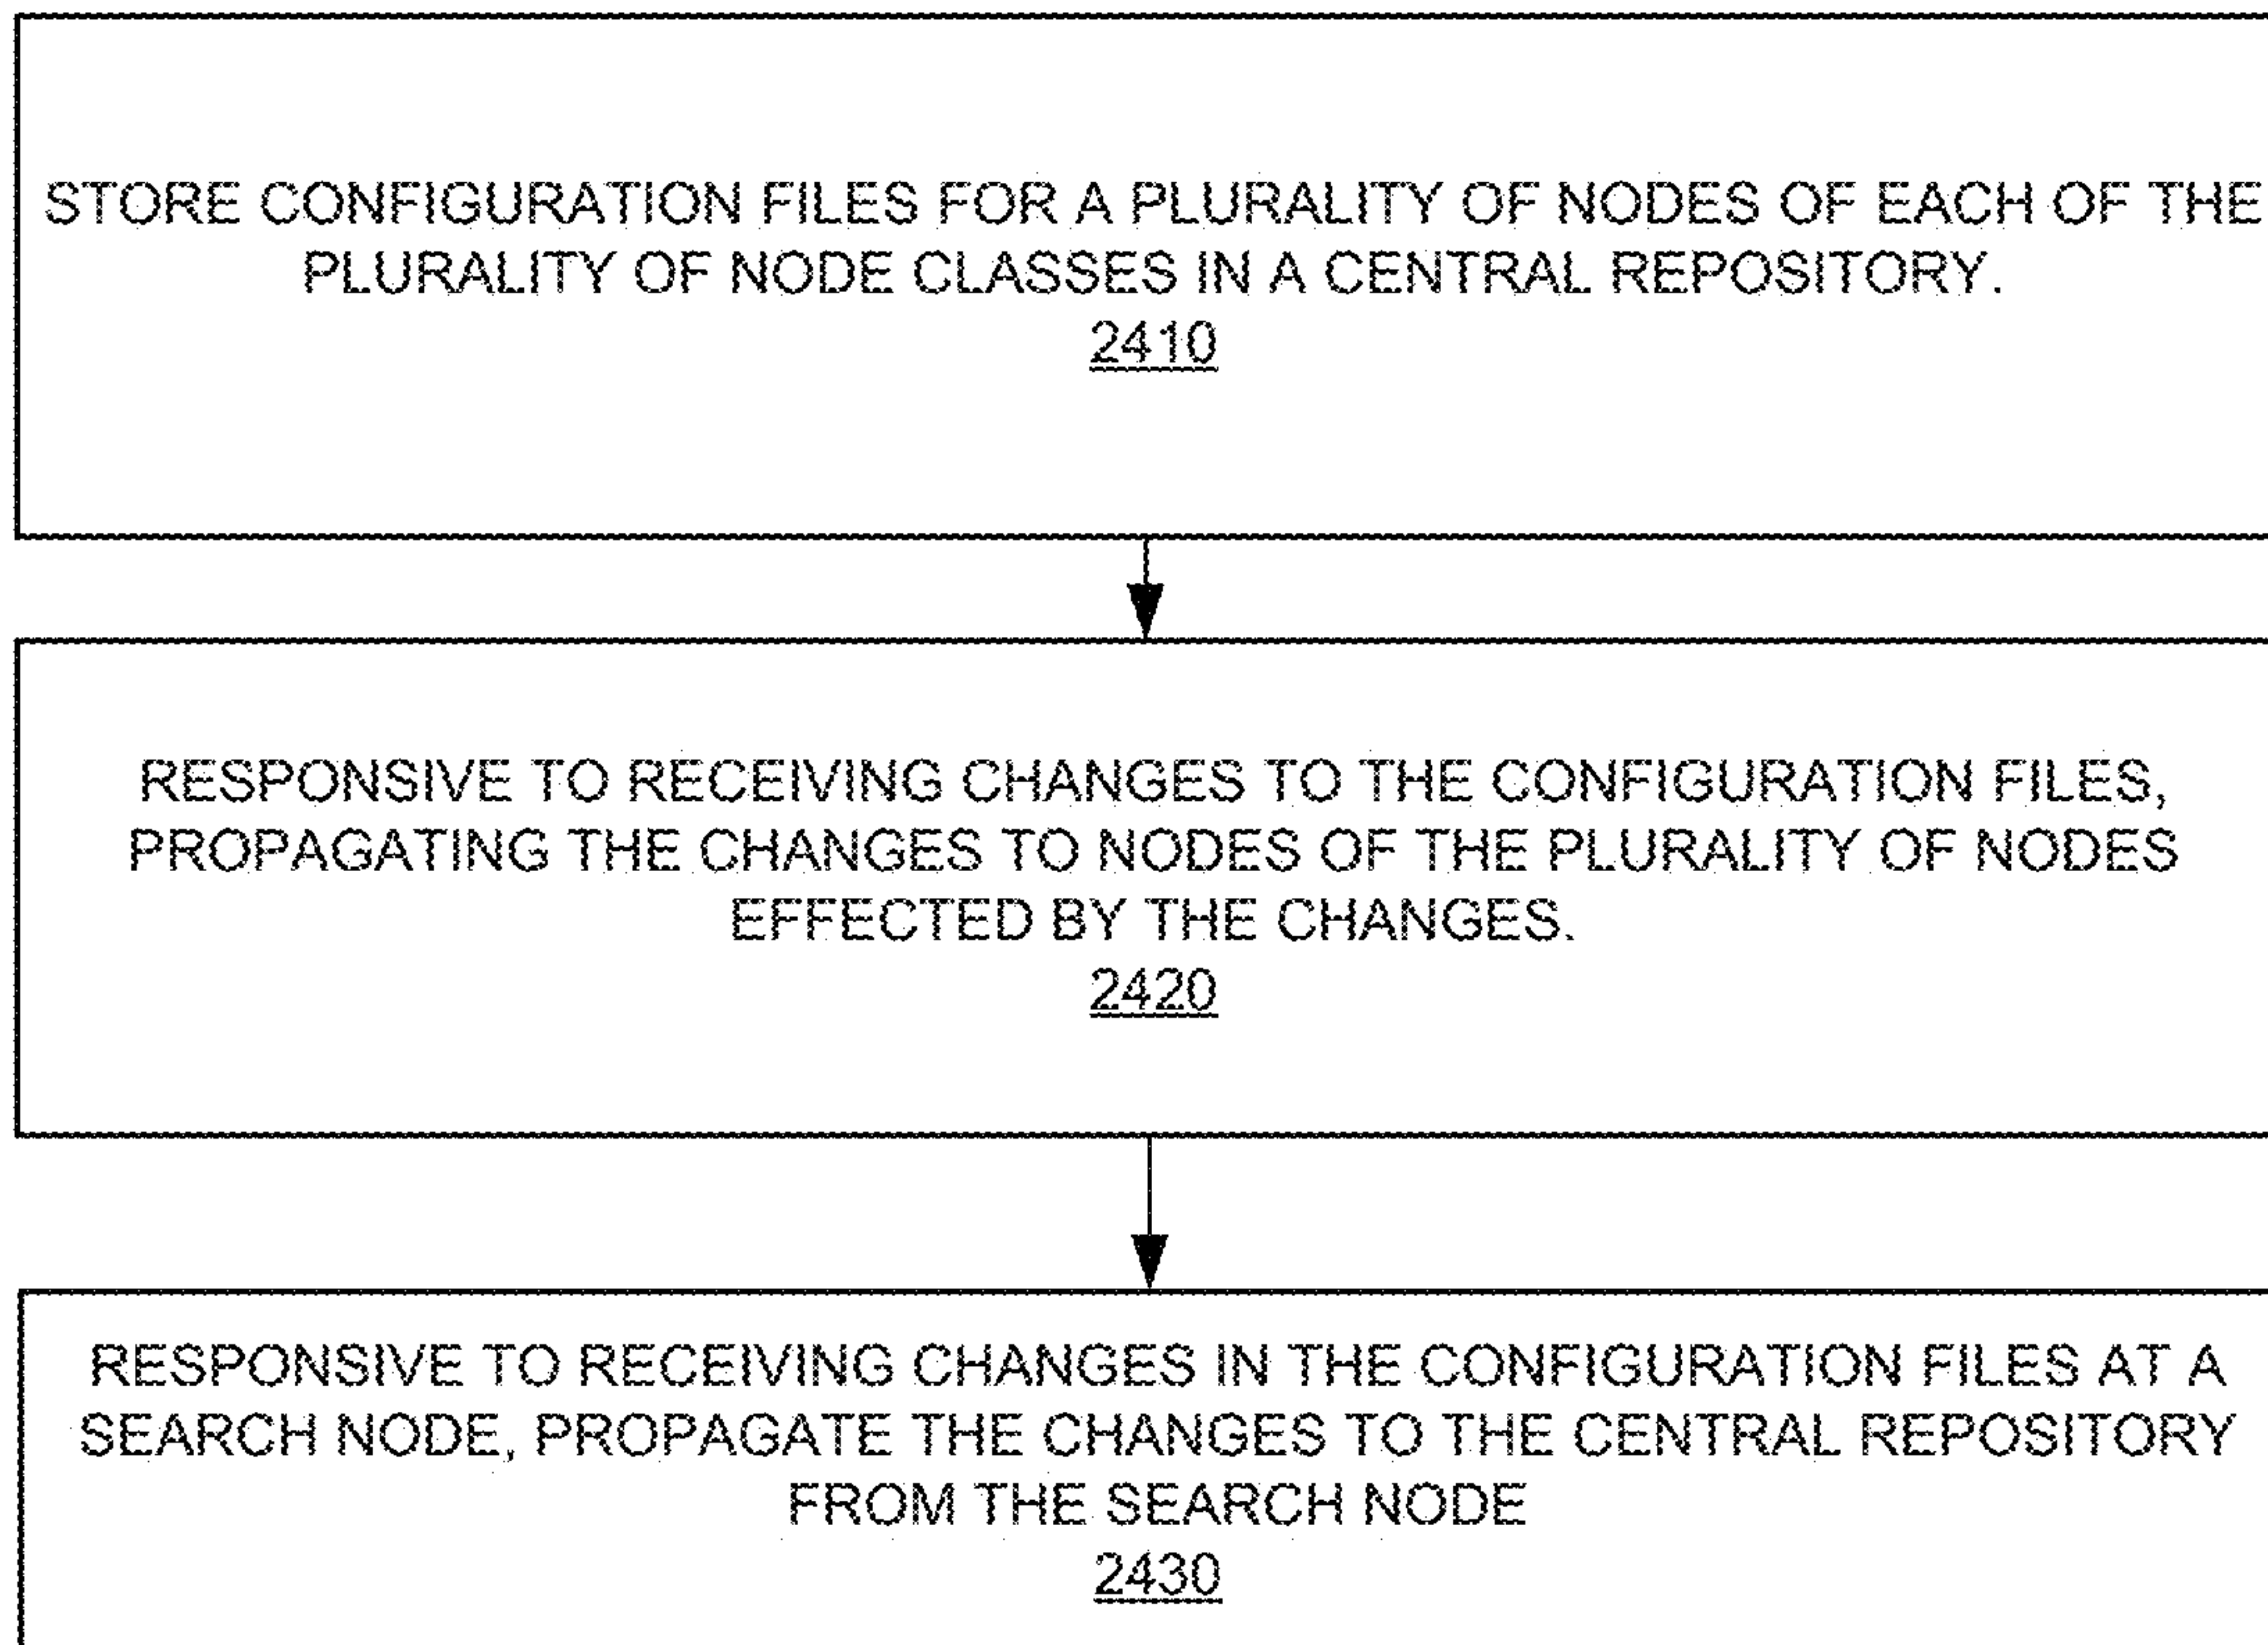 STORE CONFIGURATION FILES FOR A PLURALITY OF NODES OF EACH OF THE
PLURALITY OF NODE CLASSES IN A CENTRAL REPOSITORY.
2410
RESPONSIVE TO RECEIVING CHANGES TO THE CONFIGURATION FILES,
PROPAGATING THE CHANGES TO NODES OF THE PLURALITY OF NODES
EFFECTED BY THE CHANGES.
2420
RESPONSIVE TO RECEIVING CHANGES IN THE CONFIGURATION FILES AT A
SEARCH NODE, PROPAGATE THE CHANGES TO THE CENTRAL REPOSITORY
FROM THE SEARCH NODE
2430